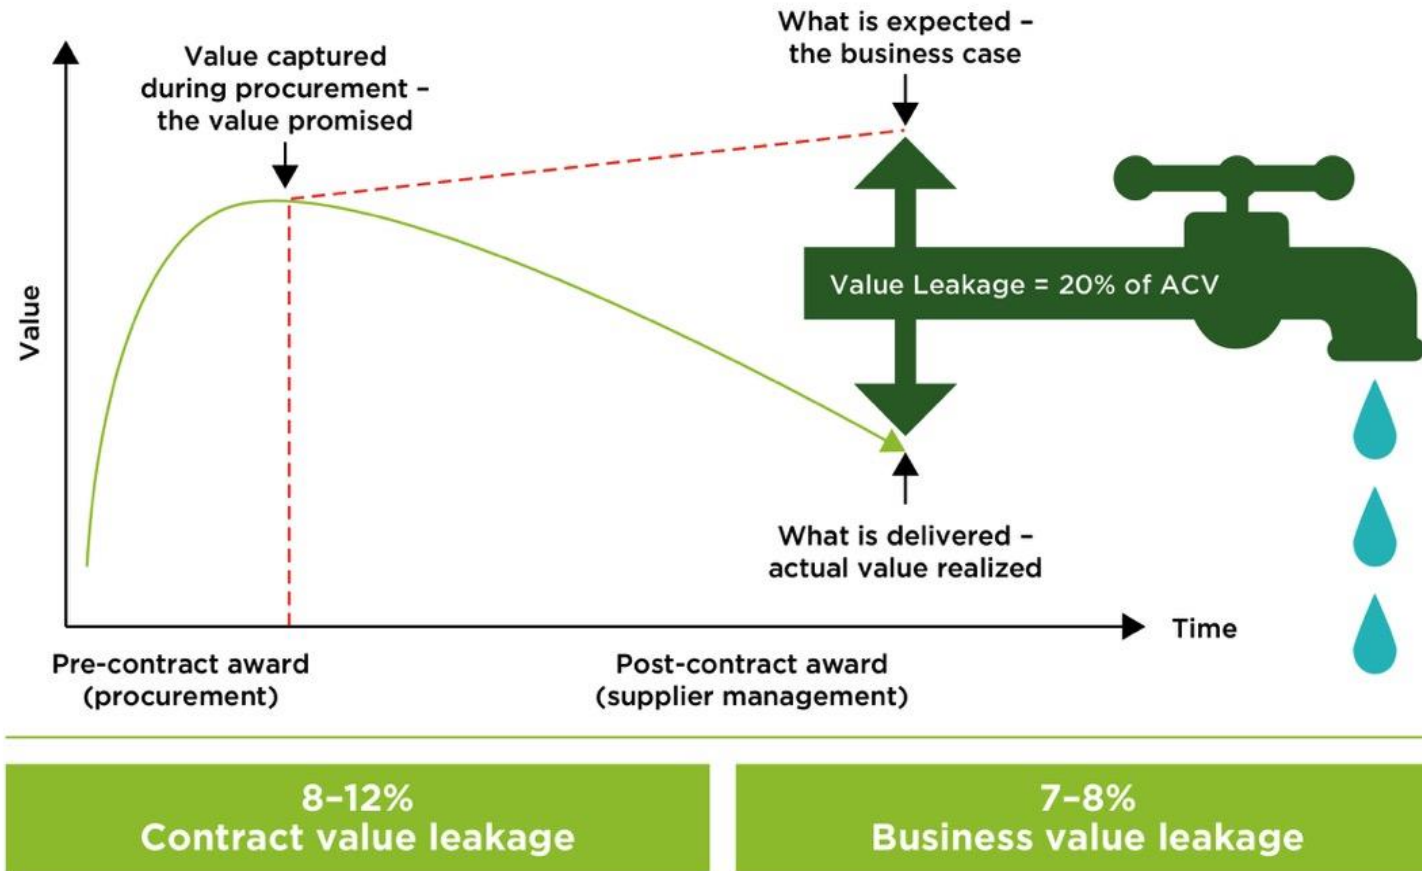 What is expected –
the business case
Value captured
during procurement –
the value promised
Value
Value Leakage = 20% of ACV
What is delivered –
actual value realized
Time
Pre-contract award
(procurement)
Post-contract award
(supplier management)
8–12%
Contract value leakage
7–8%
Business value leakage